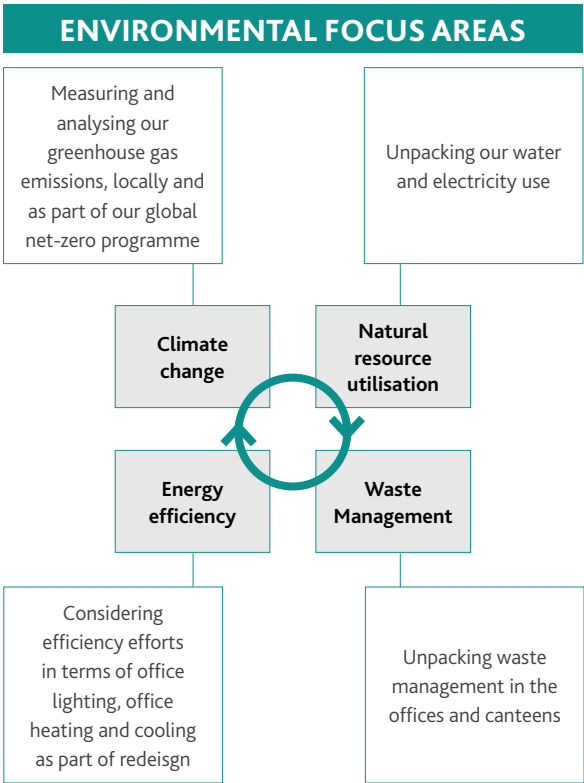 ENVIRONMENTAL FOCUS AREAS
Measuring and
analysing our
greenhouse gas
emissions, locally and
as part of our global
net-zero programme
Unpacking our water
and electricity use
Climate
change
Natural
resource
utilisation
Energy
efficiency
Waste
Management
Considering
efficiency efforts
in terms of office
lighting, office
heating and cooling
as part of redeisgn
Unpacking waste
management in the
offices and canteens